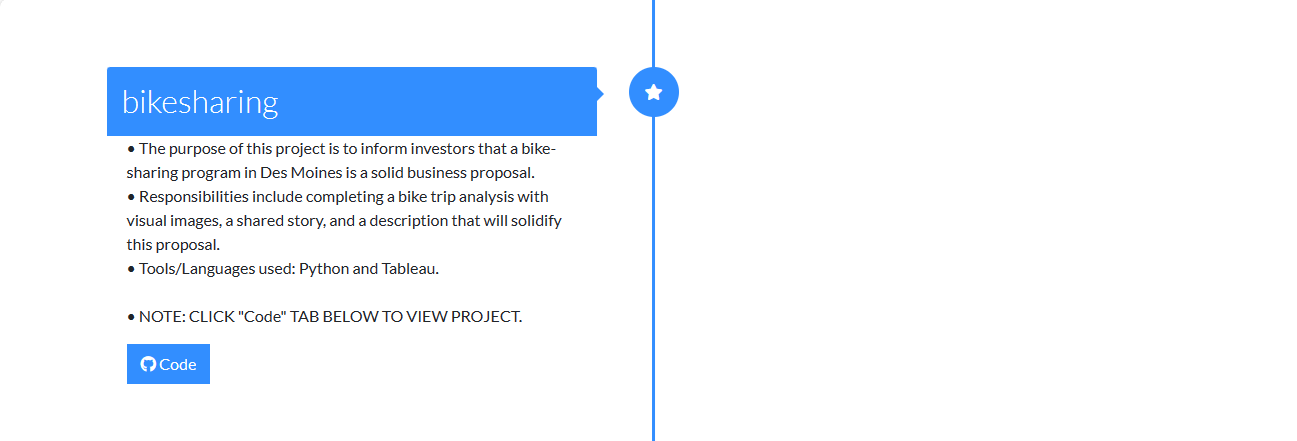 bikesharing
• The purpose of this project is to inform investors that a bike-
sharing program in Des Moines is a solid business proposal.
• Responsibilities include completing a bike trip analysis with
visual images, a shared story, and a description that will solidify
this proposal.
• Tools/Languages used: Python and Tableau.
• NOTE: CLICK "Code" TAB BELOW TO VIEW PROJECT.
Code